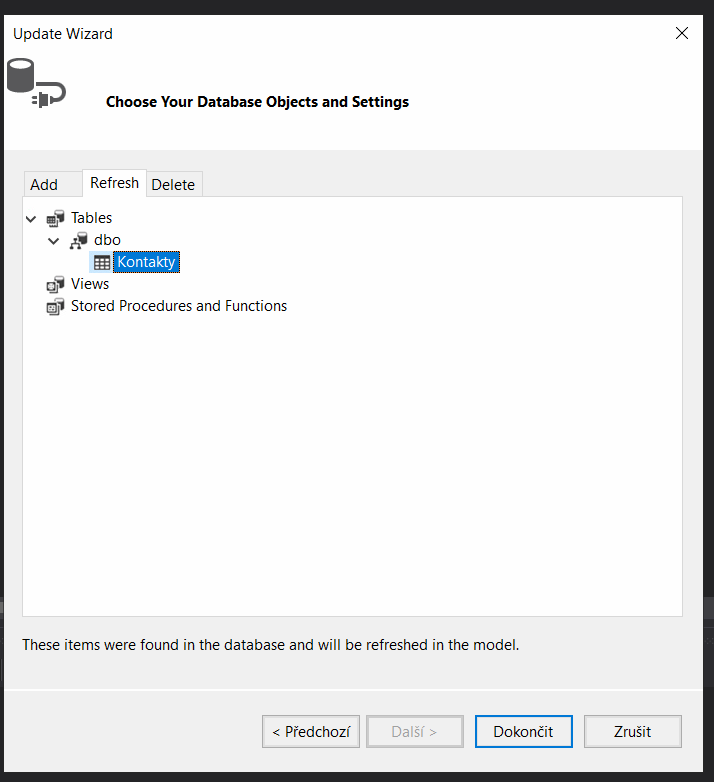 Update Wizard
Choose Your Database Objects and Settings
Add Refresh Delete
Tables
dbo
Kontakty
Views
Stored Procedures and Functions
These items were found in the database and will be refreshed in the model.
< Předchozí Další > Dokončit Zrušit